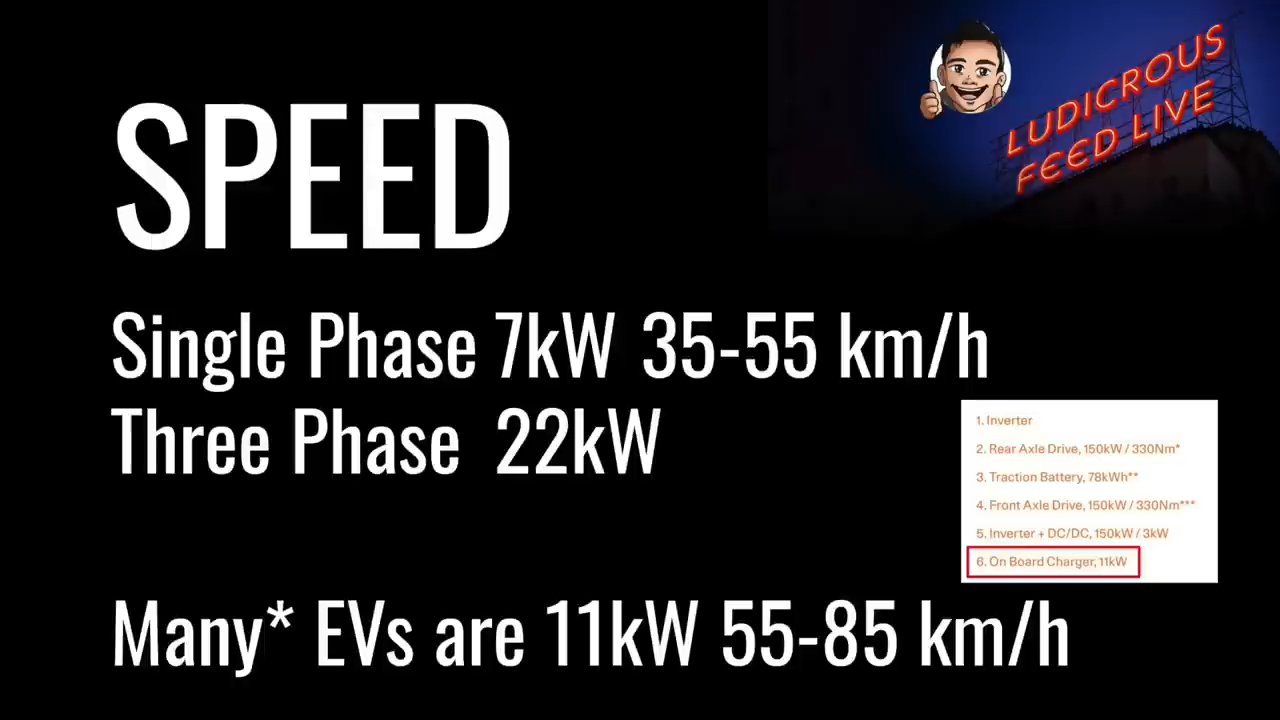 LUDICROUS
FEED LIVE
SPEED
Single Phase 7kW 35-55 km/h
Three Phase 22kW
1. Inverter
2. Rear Axle Drive, 150kW / 330Nm*
3. Traction Battery, 78kWh**
4. Front Axle Drive, 150kW / 330Nm***
5. Inverter + DC/DC, 150kW / 3kW
6. On Board Charger, 11kW
Many* EVs are 11kW 55-85 km/h